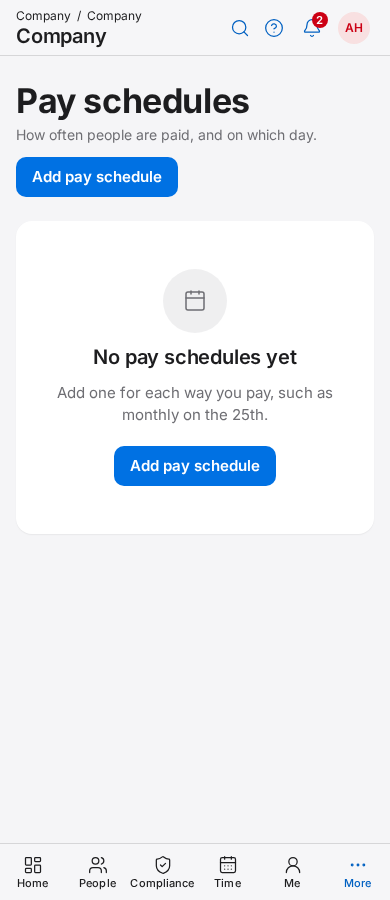 Company / Company
Company
2
AH
Pay schedules
How often people are paid, and on which day.
Add pay schedule
No pay schedules yet
Add one for each way you pay, such as
monthly on the 25th.
Add pay schedule
Home
People
Compliance
Time
Me
More